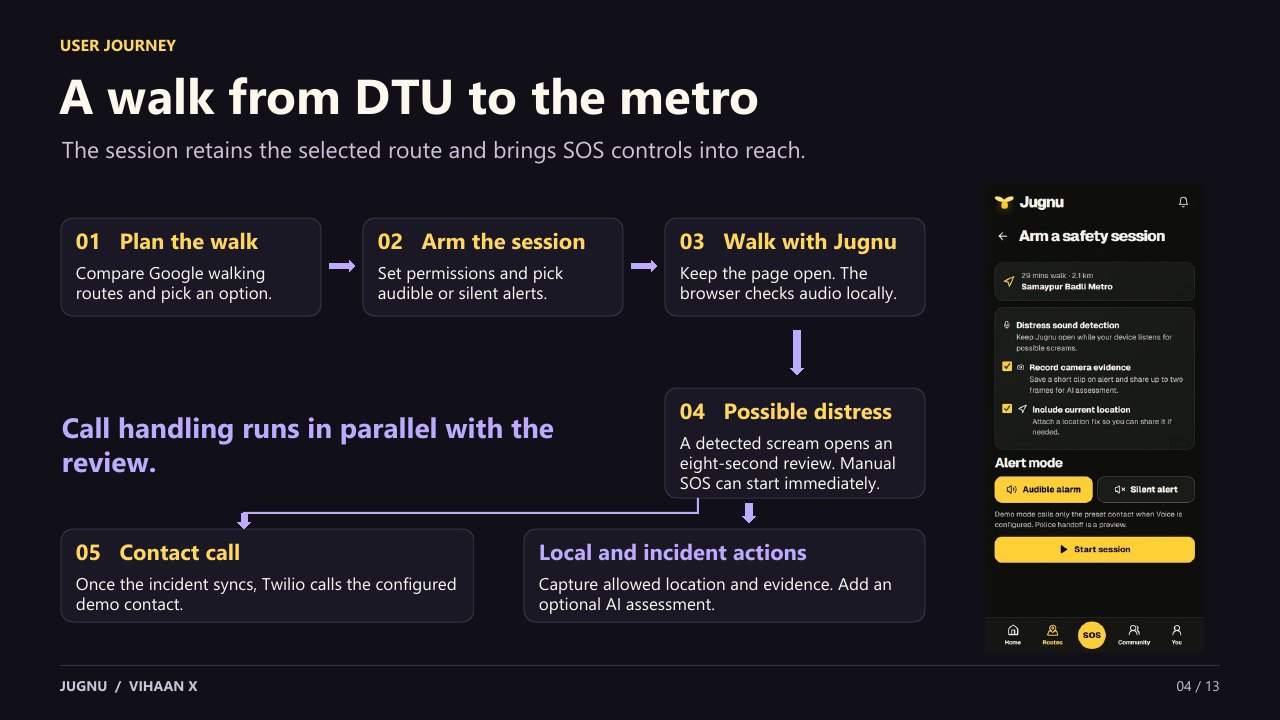 USER JOURNEY
A walk from DTU to the metro
The session retains the selected route and brings SOS controls into reach.
01 Plan the walk
Compare Google walking
routes and pick an option.
02 Arm the session
Set permissions and pick
audible or silent alerts.
03 Walk with Jugnu
Keep the page open. The
browser checks audio locally.
04 Possible distress
A detected scream opens an
eight-second review. Manual
SOS can start immediately.
Call handling runs in parallel with the
review.
05 Contact call
Once the incident syncs, Twilio calls the configured
demo contact.
Local and incident actions
Capture allowed location and evidence. Add an
optional AI assessment.
Jugnu
Arm a safety session
29 mins walk · 2.1 km
Samaypur Badli Metro
Distress sound detection
Keep Jugnu open while your device listens for
possible screams.
Record camera evidence
Save a short clip on alert and share up to two
frames for AI assessment.
Include current location
Attach a location fix so you can share it if
needed.
Alert mode
Audible alarm
Silent alert
Demo mode calls only the preset contact when Voice is
configured. Police handoff is a preview.
Start session
Home
Routes
SOS
Community
You
JUGNU / VIHAAN X
04 / 13